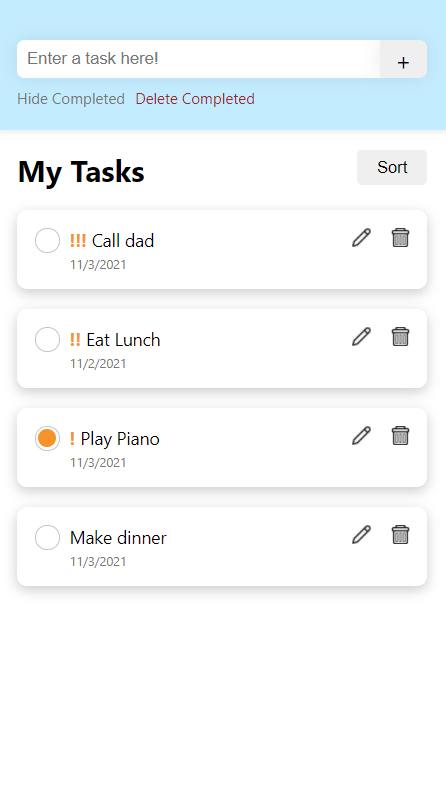 Enter a task here! +
Hide Completed Delete Completed
My Tasks Sort
!!! Call dad
11/3/2021
!! Eat Lunch
11/2/2021
! Play Piano
11/3/2021
Make dinner
11/3/2021